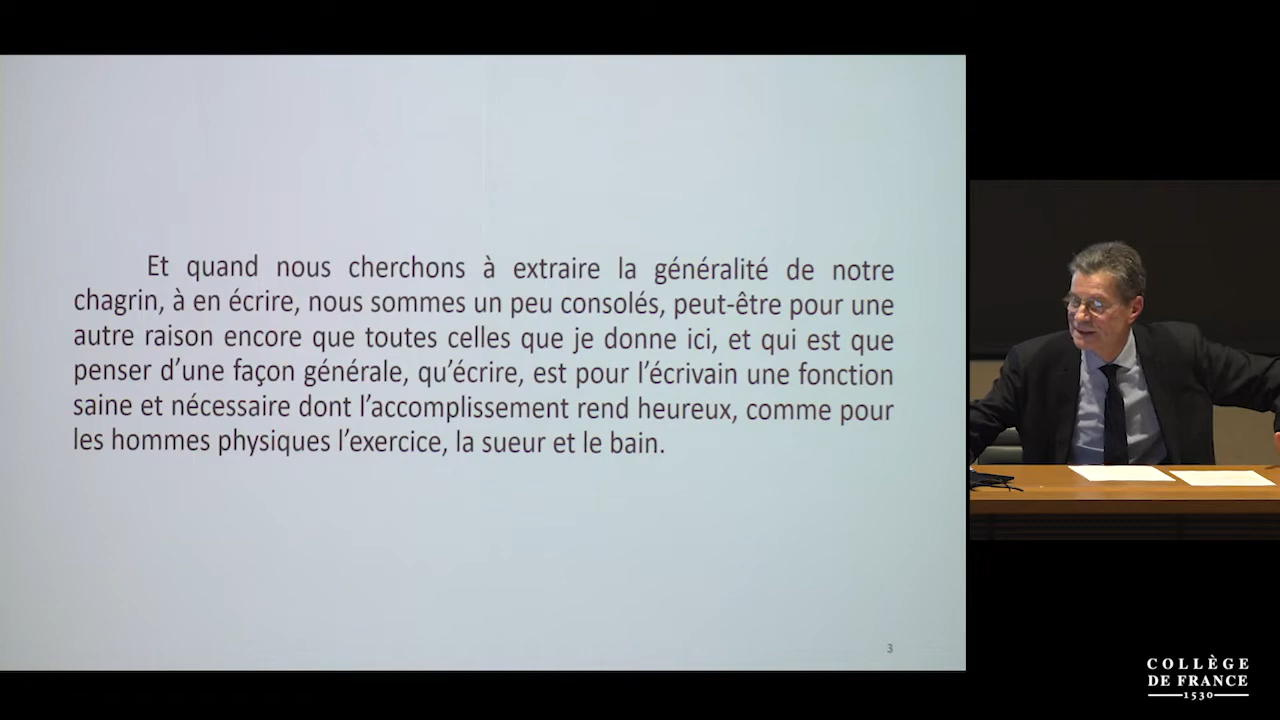 Et quand nous cherchons à extraire la généralité de notre
chagrin, à en écrire, nous sommes un peu consolés, peut-être pour une
autre raison encore que toutes celles que je donne ici, et qui est que
penser d’une façon générale, qu’écrire, est pour l’écrivain une fonction
saine et nécessaire dont l’accomplissement rend heureux, comme pour
les hommes physiques l’exercice, la sueur et le bain.
3
COLLÈGE
DE FRANCE
1530